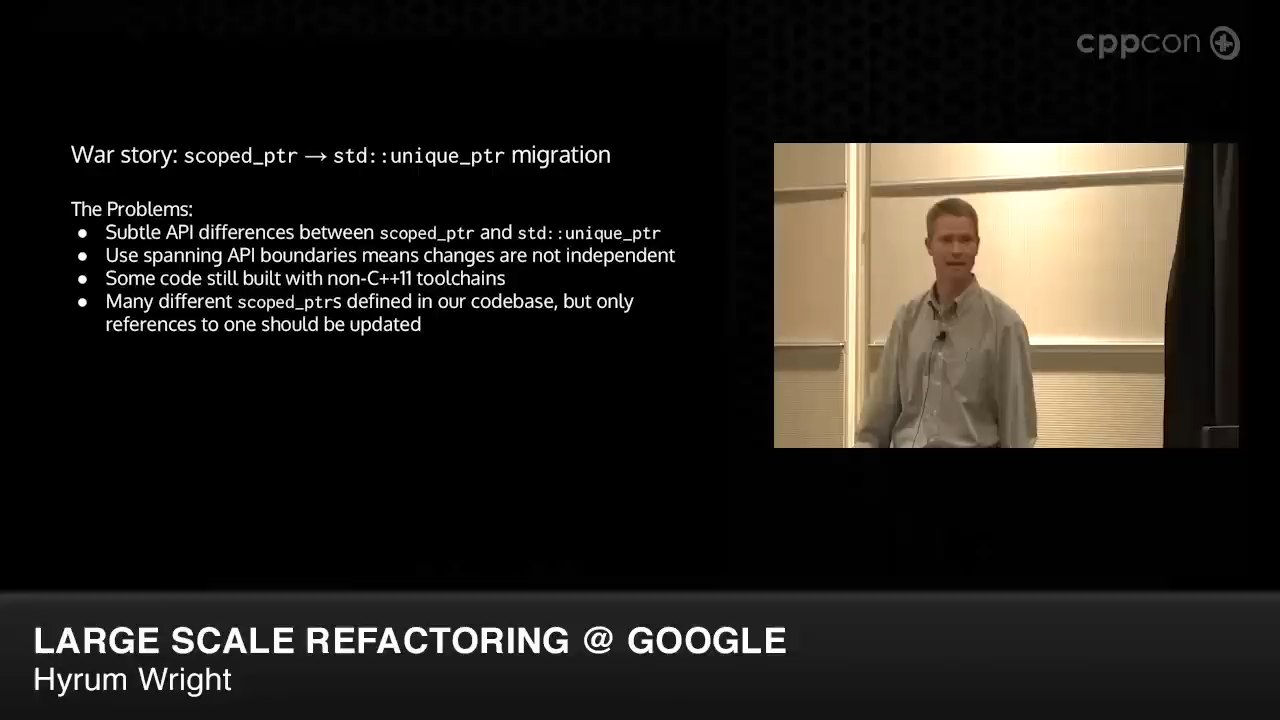 cppcon
War story: scoped_ptr → std::unique_ptr migration
The Problems:
● Subtle API differences between scoped_ptr and std::unique_ptr
● Use spanning API boundaries means changes are not independent
● Some code still built with non-C++11 toolchains
● Many different scoped_ptrs defined in our codebase, but only
references to one should be updated
LARGE SCALE REFACTORING @ GOOGLE
Hyrum Wright